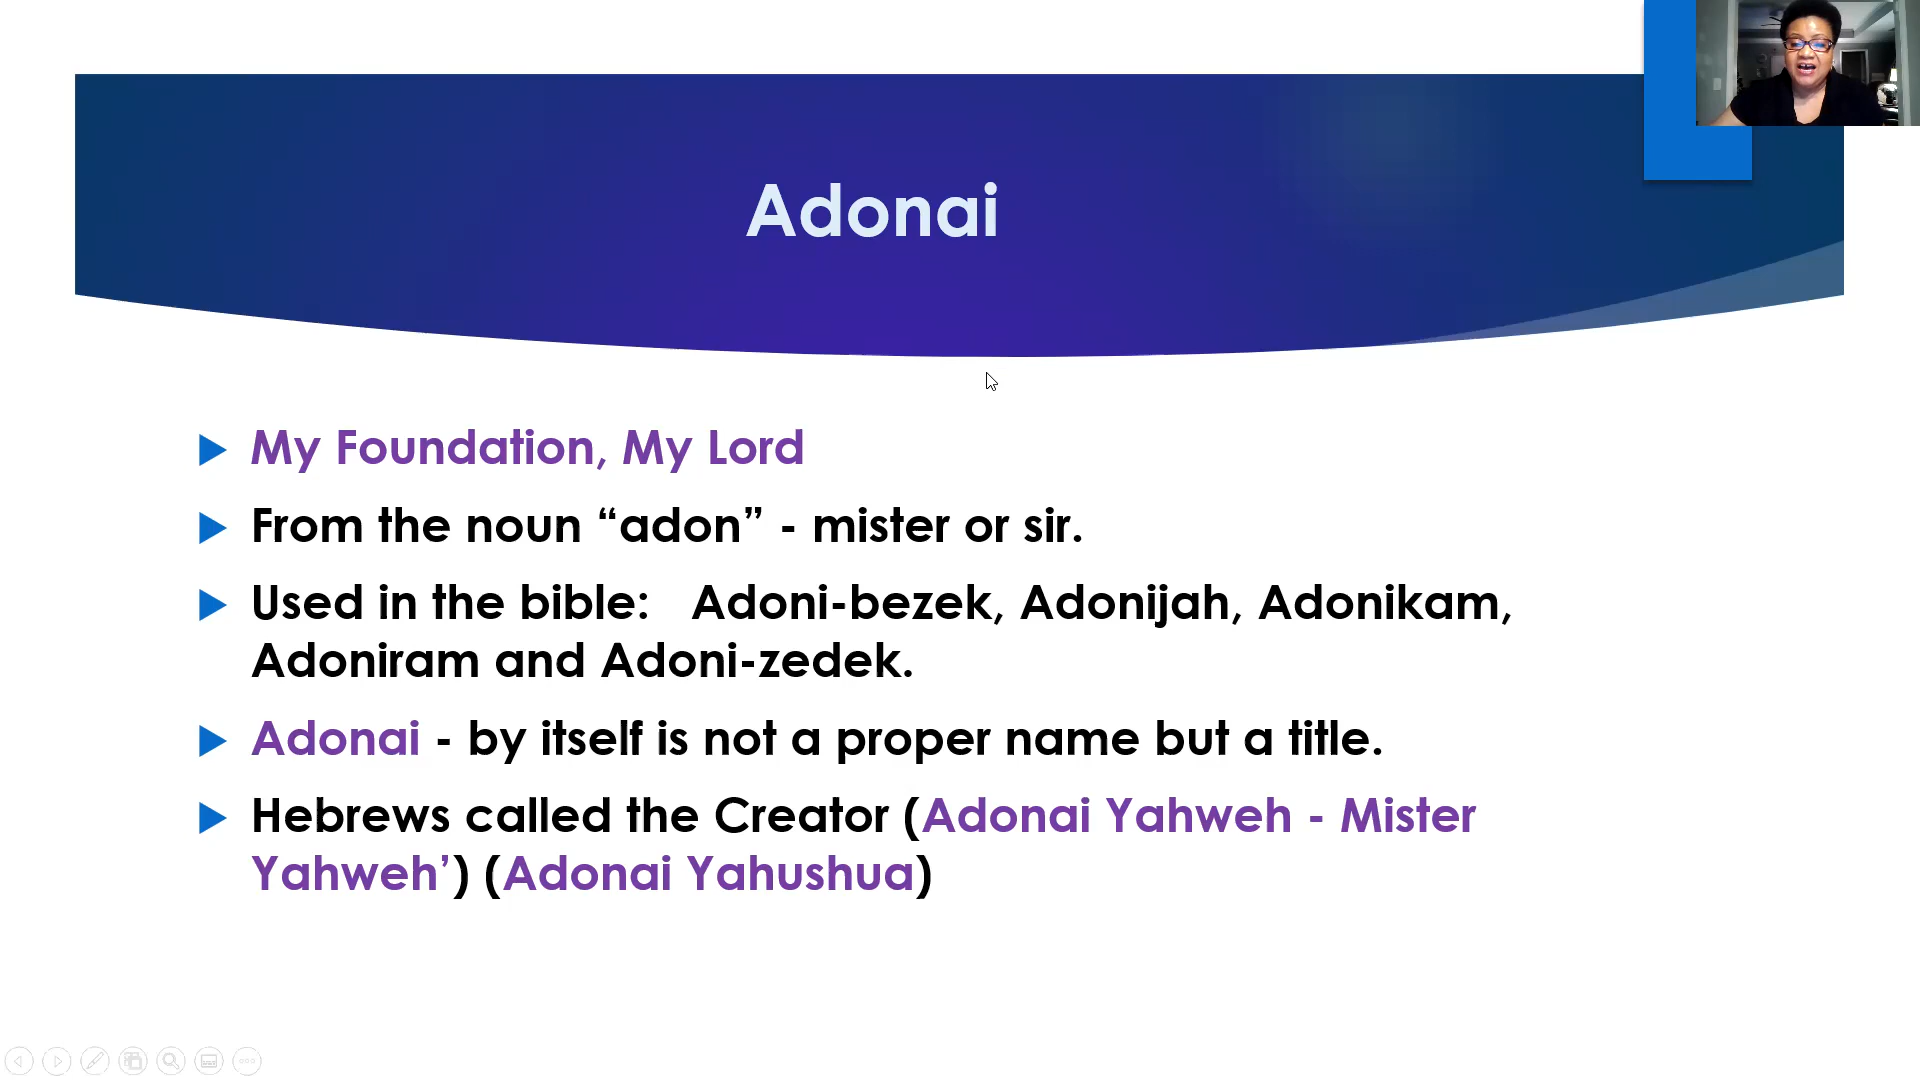 Adonai
My Foundation, My Lord
From the noun “adon” - mister or sir.
Used in the bible:   Adoni-bezek, Adonijah, Adonikam,
Adoniram and Adoni-zedek.
Adonai - by itself is not a proper name but a title.
Hebrews called the Creator (Adonai Yahweh - Mister
Yahweh’) (Adonai Yahushua)